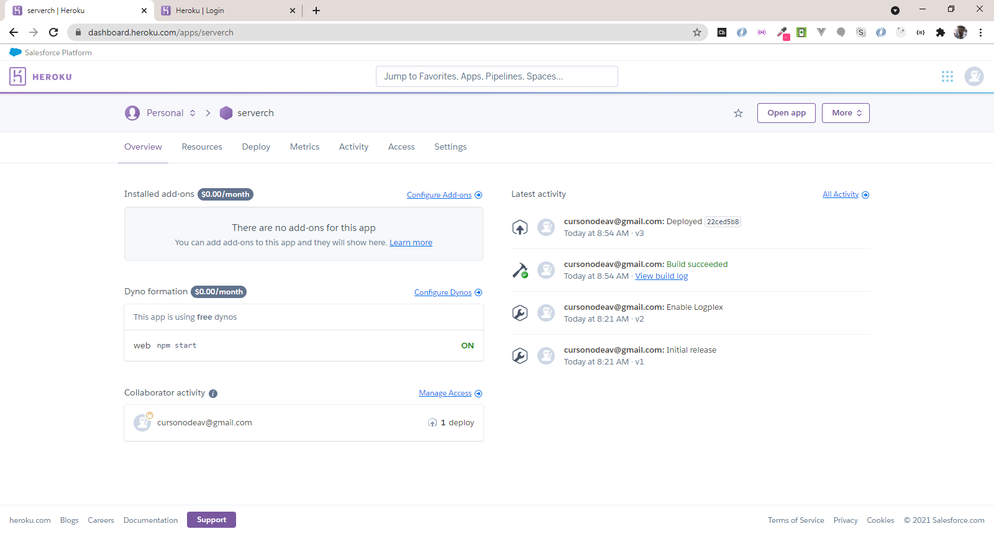 serverch | Heroku
Heroku | Login
dashboard.heroku.com/apps/serverch
Salesforce Platform
HEROKU
Jump to Favorites, Apps, Pipelines, Spaces...
Personal
serverch
Open app
More
Overview
Resources
Deploy
Metrics
Activity
Access
Settings
Installed add-ons $0.00/month
Configure Add-ons
There are no add-ons for this app
You can add add-ons to this app and they will show here. Learn more
Dyno formation $0.00/month
Configure Dynos
This app is using free dynos
web npm start ON
Collaborator activity
Manage Access
cursonodeav@gmail.com
1 deploy
Latest activity
All Activity
cursonodeav@gmail.com: Deployed 22ced5b8
Today at 8:54 AM · v3
cursonodeav@gmail.com: Build succeeded
Today at 8:54 AM · View build log
cursonodeav@gmail.com: Enable Logplex
Today at 8:21 AM · v2
cursonodeav@gmail.com: Initial release
Today at 8:21 AM · v1
heroku.com
Blogs
Careers
Documentation
Support
Terms of Service
Privacy
Cookies
© 2021 Salesforce.com